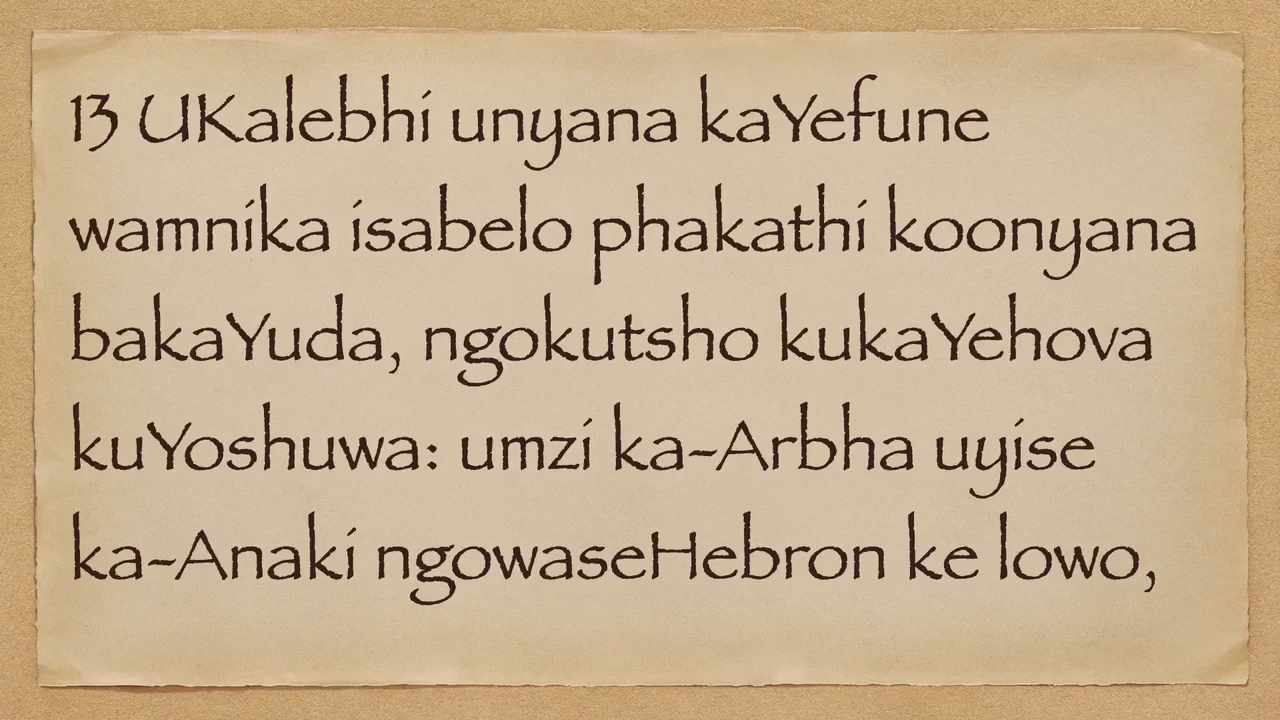 13 UKalebhi unyana kaYefune
wamnika isabelo phakathi koonyana
bakaYuda, ngokutsho kukaYehova
kuYoshuwa: umzi ka-Arbha uyise
ka-Anaki ngowaseHebron ke lowo,